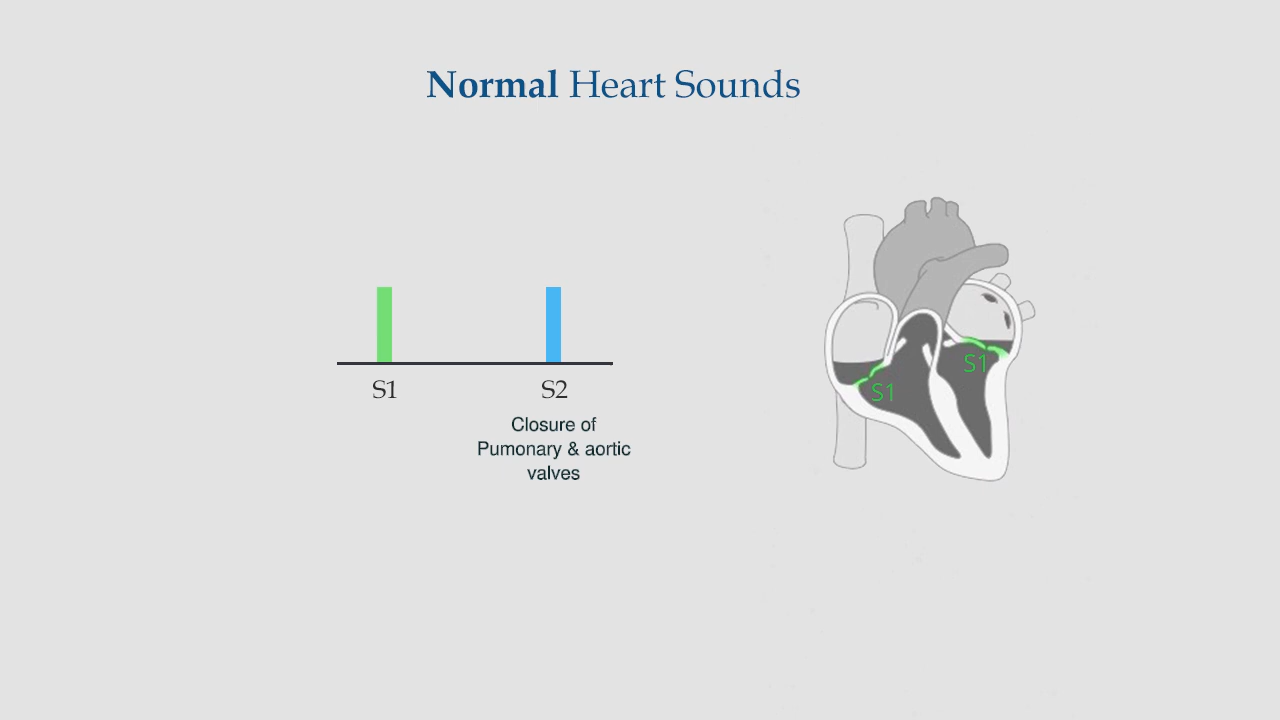 Normal Heart Sounds
S1
S2
Closure of
Pumonary & aortic
valves
S1
S1